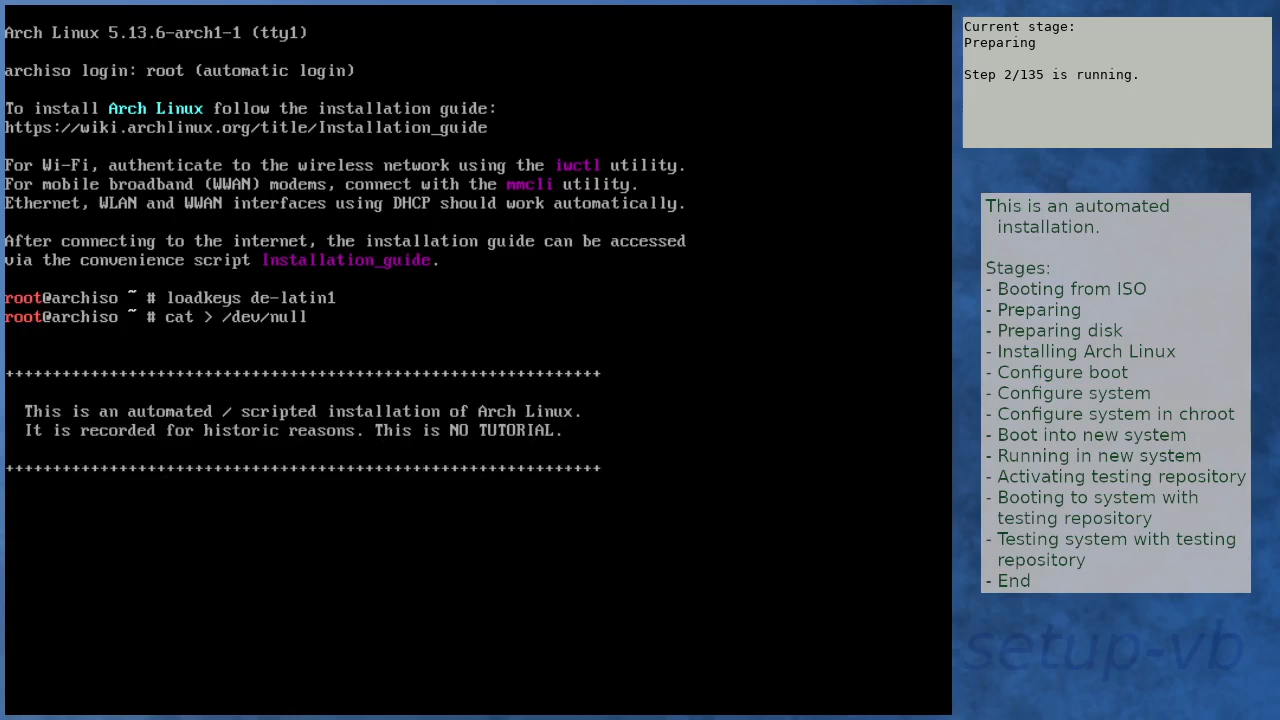 Arch Linux 5.13.6-arch1-1 (tty1)
archiso login: root (automatic login)
To install Arch Linux follow the installation guide:
https://wiki.archlinux.org/title/Installation_guide
For Wi-Fi, authenticate to the wireless network using the iwctl utility.
For mobile broadband (WWAN) modems, connect with the mmcli utility.
Ethernet, WLAN and WWAN interfaces using DHCP should work automatically.
After connecting to the internet, the installation guide can be accessed
via the convenience script Installation_guide.
root@archiso ~ # loadkeys de-latin1
root@archiso ~ # cat > /dev/null
+++++++++++++++++++++++++++++++++++++++++++++++++++++++++++++++
This is an automated / scripted installation of Arch Linux.
It is recorded for historic reasons. This is NO TUTORIAL.
+++++++++++++++++++++++++++++++++++++++++++++++++++++++++++++++
Current stage:
Preparing
Step 2/135 is running.
This is an automated
installation.
Stages:
- Booting from ISO
- Preparing
- Preparing disk
- Installing Arch Linux
- Configure boot
- Configure system
- Configure system in chroot
- Boot into new system
- Running in new system
- Activating testing repository
- Booting to system with
testing repository
- Testing system with testing
repository
- End
setup-vb